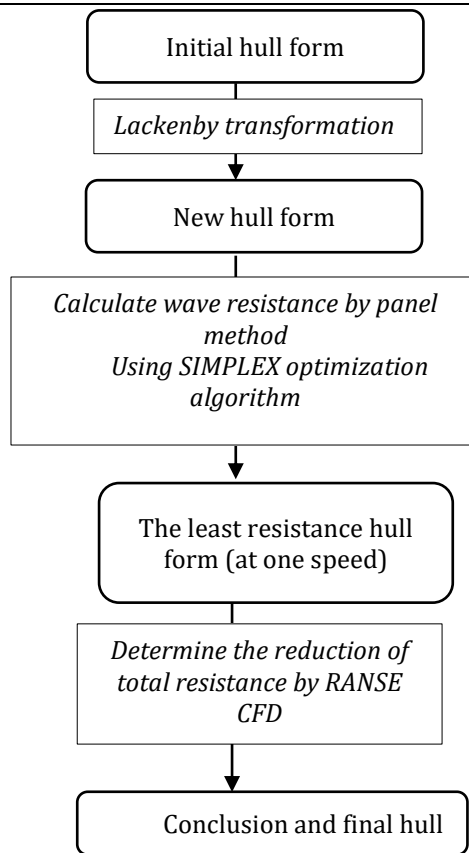 Initial hull form
Lackenby transformation
New hull form
Calculate wave resistance by panel
method
Using SIMPLEX optimization
algorithm
The least resistance hull
form (at one speed)
Determine the reduction of
total resistance by RANSE
CFD
Conclusion and final hull